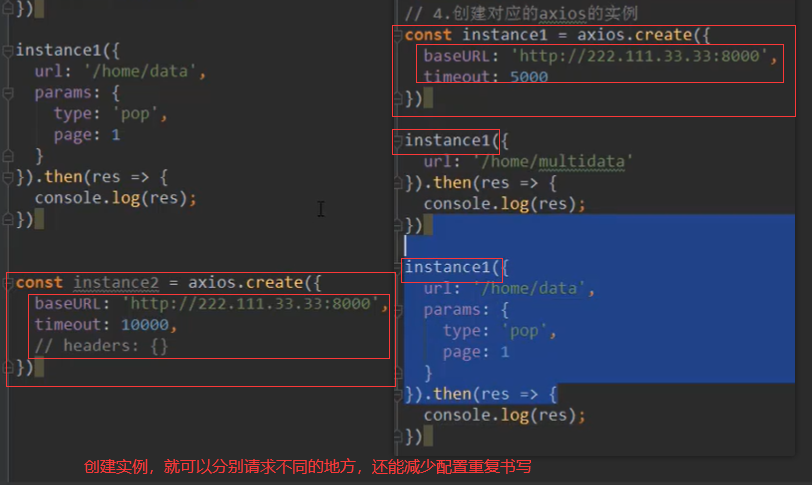 })
instance1({
url: '/home/data',
params: {
type: 'pop',
page: 1
}
}).then(res => {
console.log(res);
})
const instance2 = axios.create({
baseURL: 'http://222.111.33.33:8000',
timeout: 10000,
// headers: {}
})
// 4.创建对应的axios的实例
const instance1 = axios.create({
baseURL: 'http://222.111.33.33:8000',
timeout: 5000
})
instance1({
url: '/home/multidata'
}).then(res => {
console.log(res);
})
instance1({
url: '/home/data',
params: {
type: 'pop',
page: 1
}
}).then(res => {
console.log(res);
})
创建实例，就可以分别请求不同的地方，还能减少配置重复书写